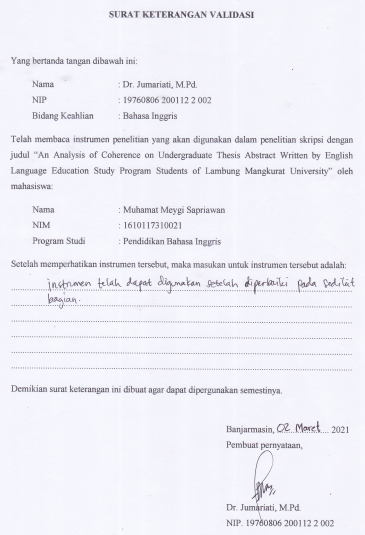 SURAT KETERANGAN VALIDASI
Yang bertanda tangan dibawah ini:
Nama : Dr. Jumariati, M.Pd.
NIP : 19760806 200112 2 002
Bidang Keahlian : Bahasa Inggris
Telah membaca instrumen penelitian yang akan digunakan dalam penelitian skripsi dengan
judul “An Analysis of Coherence on Undergraduate Thesis Abstract Written by English
Language Education Study Program Students of Lambung Mangkurat University” oleh
mahasiswa:
Nama : Muhamat Meygi Sapriawan
NIM : 1610117310021
Program Studi : Pendidikan Bahasa Inggris
Setelah memperhatikan instrumen tersebut, maka masukan untuk instrumen tersebut adalah:
instrumen telah dapat digunakan setelah diperbaiki pada sedikit
bagian.
Demikian surat keterangan ini dibuat agar dapat dipergunakan semestinya.
Banjarmasin, 02 Maret 2021
Pembuat pernyataan,
Dr. Jumariati, M.Pd.
NIP. 19760806 200112 2 002